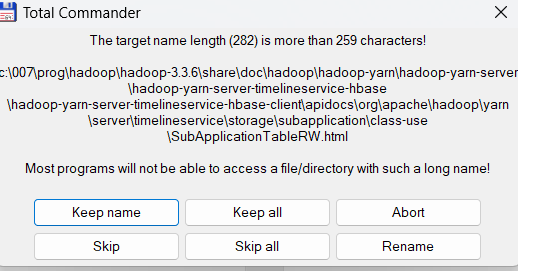 Total Commander
The target name length (282) is more than 259 characters!
c:\007\prog\hadoop\hadoop-3.3.6\share\doc\hadoop\hadoop-yarn\hadoop-yarn-server
\hadoop-yarn-server-timelineservice-hbase
\hadoop-yarn-server-timelineservice-hbase-client\apidocs\org\apache\hadoop\yarn
\server\timelineservice\storage\subapplication\class-use
\SubApplicationTableRW.html
Most programs will not be able to access a file/directory with such a long name!
Keep name Keep all Abort
Skip Skip all Rename